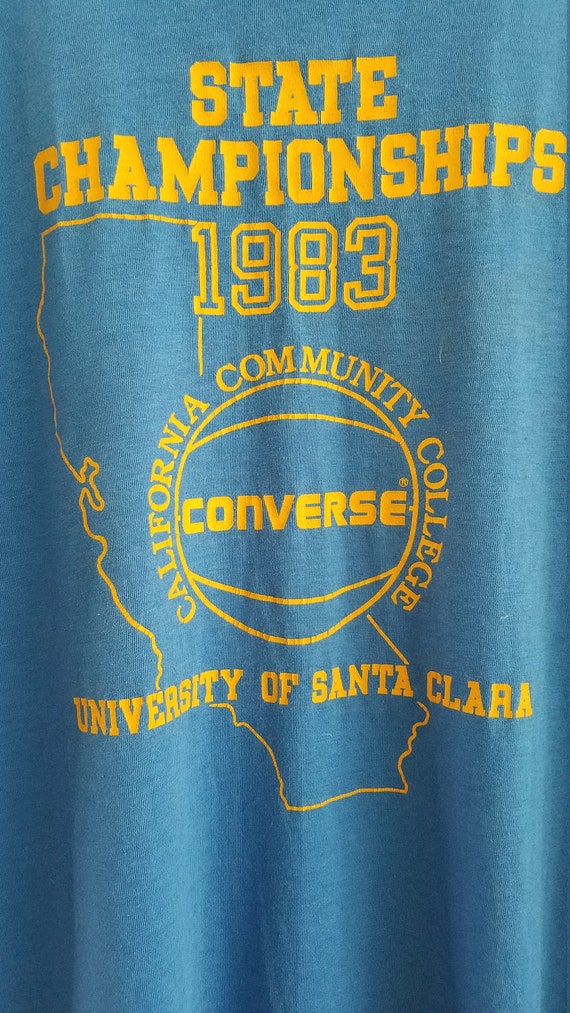 STATE
CHAMPIONSHIPS
1983
CALIFORNIA COMMUNITY COLLEGE
CONVERSE®
UNIVERSITY OF SANTA CLARA